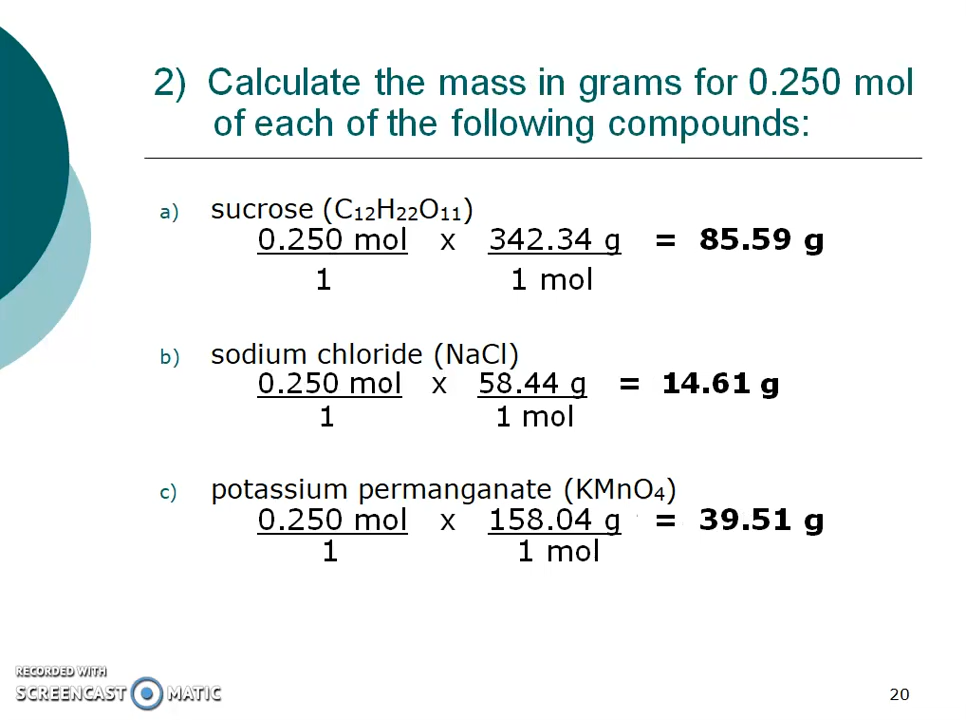 2) Calculate the mass in grams for 0.250 mol
of each of the following compounds:
a) sucrose (C₁₂H₂₂O₁₁)
0.250 mol x 342.34 g = 85.59 g
1 1 mol
b) sodium chloride (NaCl)
0.250 mol x 58.44 g = 14.61 g
1 1 mol
c) potassium permanganate (KMnO₄)
0.250 mol x 158.04 g = 39.51 g
1 1 mol
RECORDED WITH
SCREENCAST MATIC
20